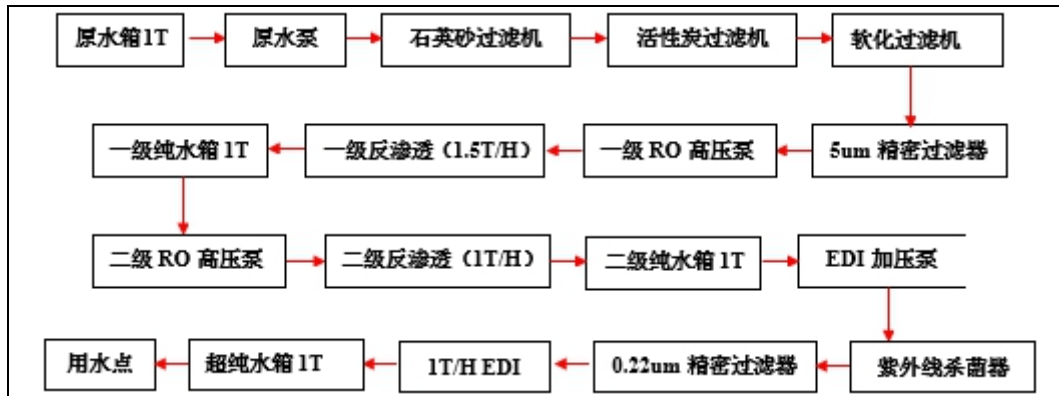 原水箱1T
原水泵
石英砂过滤机
活性炭过滤机
软化过滤机
5um 精密过滤器
一级 RO 高压泵
一级反渗透（1.5T/H）
一级纯水箱 1T
二级 RO 高压泵
二级反渗透（1T/H）
二级纯水箱 1T
EDI 加压泵
紫外线杀菌器
0.22um 精密过滤器
1T/H EDI
超纯水箱 1T
用水点